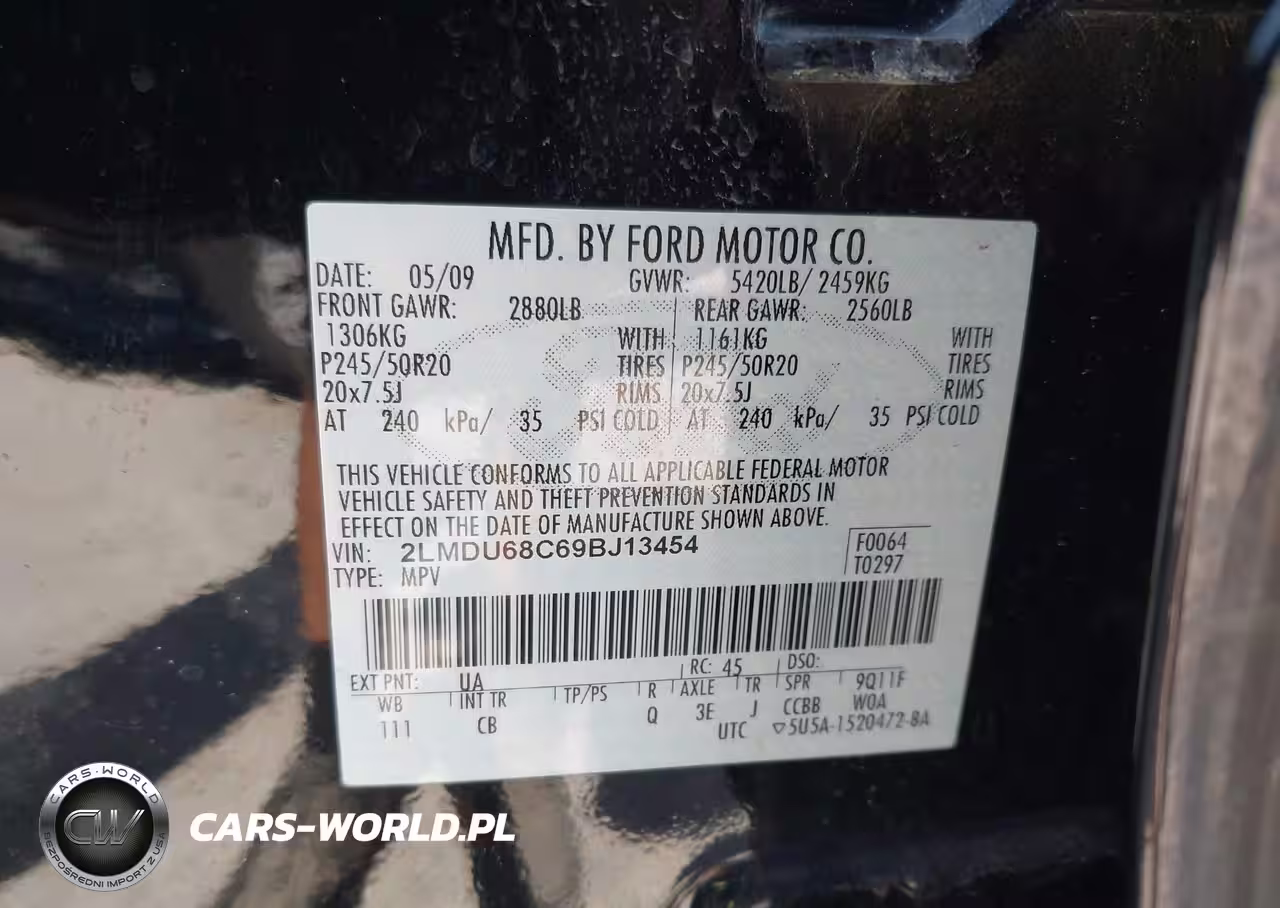 MFD. BY FORD MOTOR CO.
DATE: 05/09 GVWR: 5420LB/ 2459KG
FRONT GAWR: 2880LB REAR GAWR: 2560LB
1306KG WITH 1161KG WITH
P245/50R20 TIRES P245/50R20 TIRES
20x7.5J RIMS 20x7.5J RIMS
AT 240 kPa/ 35 PSI COLD AT 240 kPa/ 35 PSI COLD
THIS VEHICLE CONFORMS TO ALL APPLICABLE FEDERAL MOTOR
VEHICLE SAFETY AND THEFT PREVENTION STANDARDS IN
EFFECT ON THE DATE OF MANUFACTURE SHOWN ABOVE.
VIN: 2LMDU68C69BJ13454 F0064
TYPE: MPV T0297
EXT PNT: UA RC: 45 DSO:
WB INT TR TP/PS R AXLE TR SPR 9Q11F
111 CB Q 3E J CCBB WOA
UTC ▽5U5A-1520472-BA
CARS-WORLD
CW
BEZPOŚREDNI IMPORT Z USA
CARS-WORLD.PL